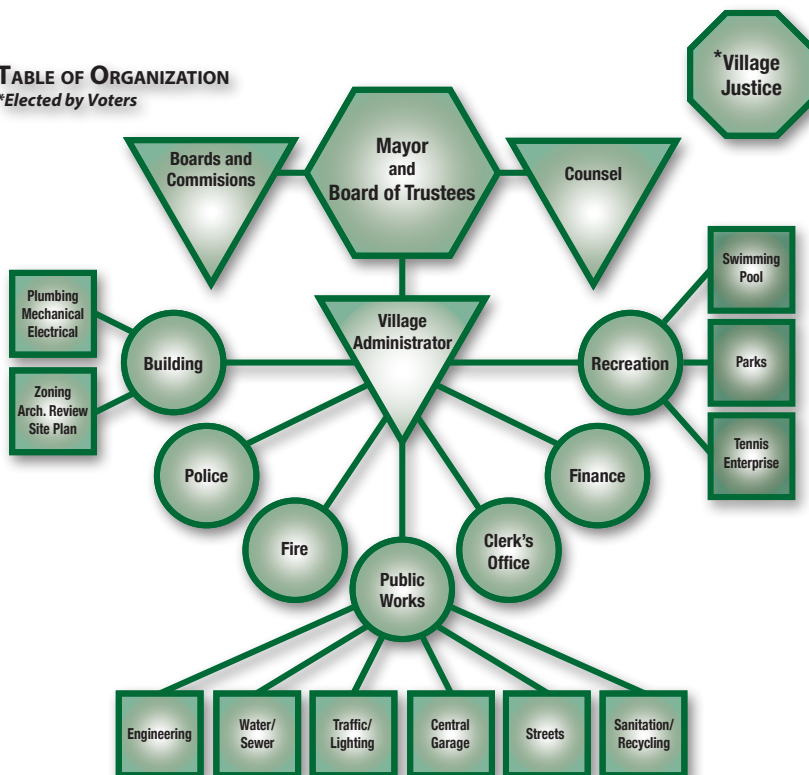 TABLE OF ORGANIZATION
*Elected by Voters
*Village
Justice
Boards and
Commisions
Mayor
and
Board of Trustees
Counsel
Village
Administrator
Plumbing
Mechanical
Electrical
Zoning
Arch. Review
Site Plan
Building
Recreation
Swimming
Pool
Parks
Tennis
Enterprise
Police
Finance
Fire
Clerk's
Office
Public
Works
Engineering
Water/
Sewer
Traffic/
Lighting
Central
Garage
Streets
Sanitation/
Recycling